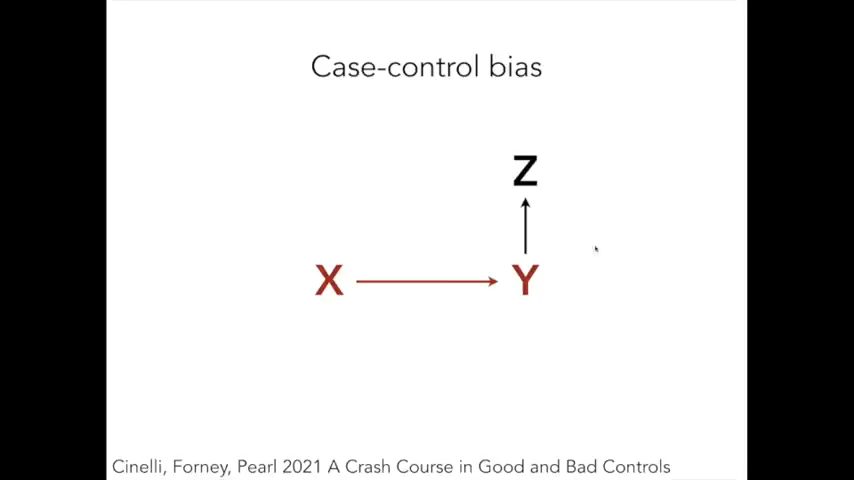 Case-control bias
Z
X Y
Cinelli, Forney, Pearl 2021 A Crash Course in Good and Bad Controls